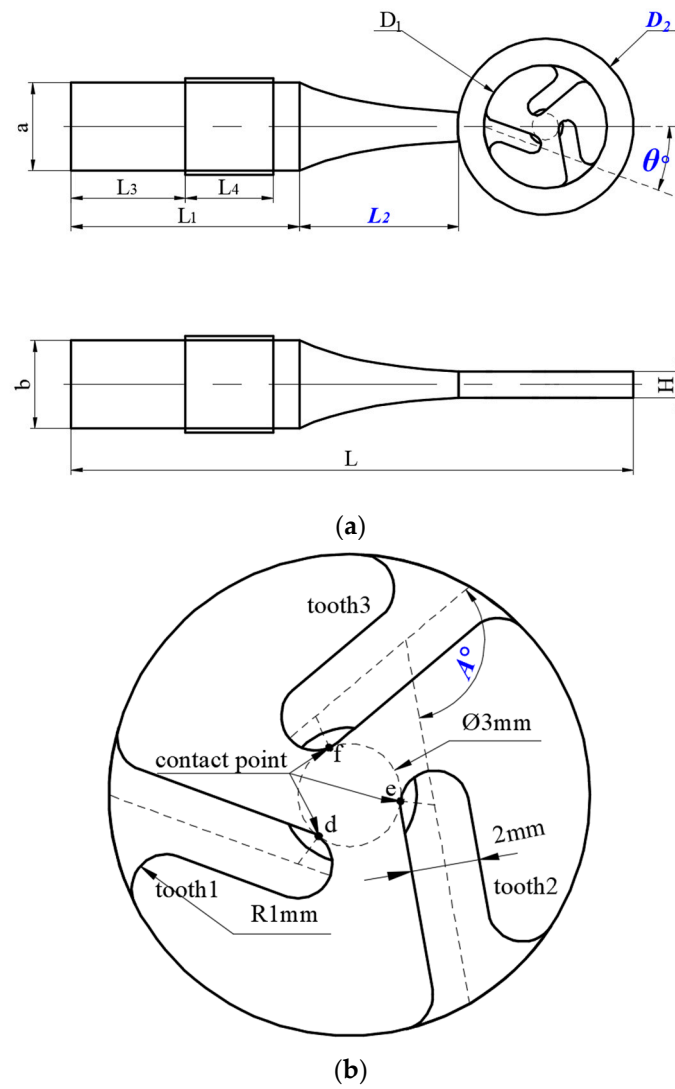 D₁
D₂
a
θ°
L₃
L₄
L₁
L₂
b
H
L
(a)
tooth3
A°
Ø3mm
contact point
f
e
d
2mm
tooth1
tooth2
R1mm
(b)